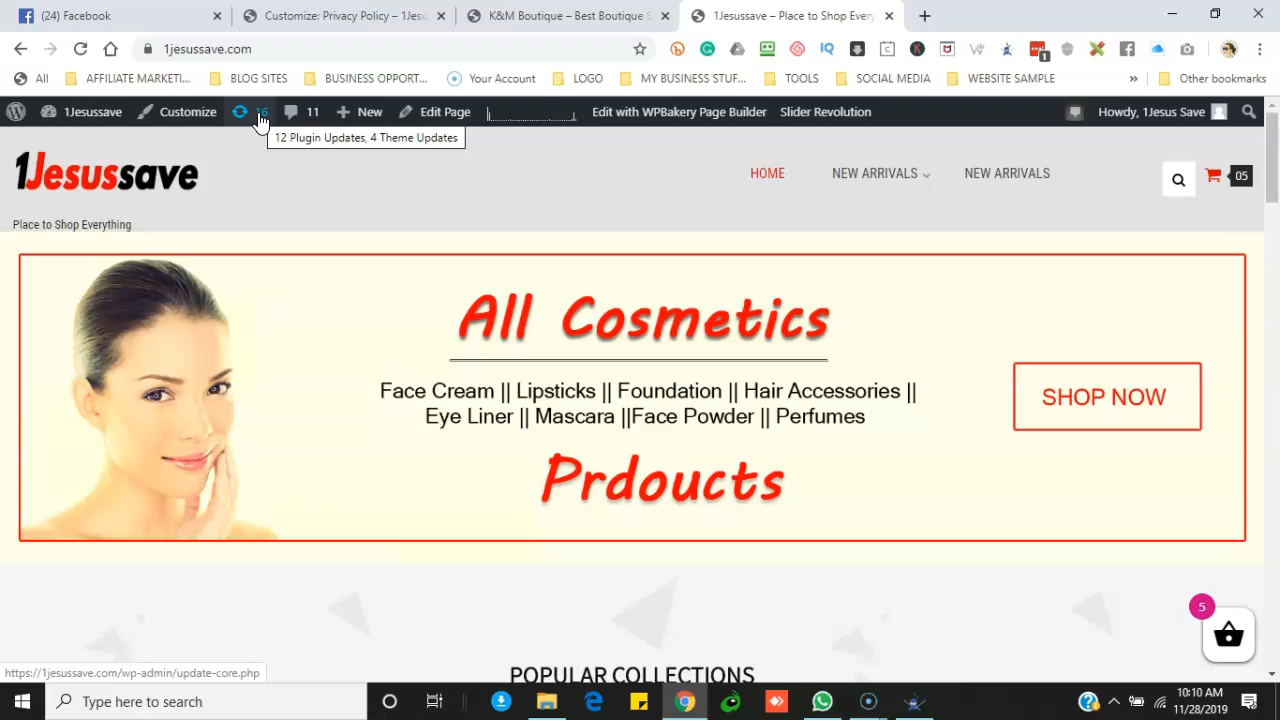 (24) Facebook
Customize: Privacy Policy – 1Jesu
K&M Boutique – Best Boutique S
1Jesussave – Place to Shop Every
1jesussave.com
All
AFFILIATE MARKETI...
BLOG SITES
BUSINESS OPPORT...
Your Account
LOGO
MY BUSINESS STUF...
TOOLS
SOCIAL MEDIA
WEBSITE SAMPLE
»
Other bookmarks
1Jesussave
Customize
16
11
New
Edit Page
Edit with WPBakery Page Builder
Slider Revolution
Howdy, 1Jesus Save
12 Plugin Updates, 4 Theme Updates
1Jesussave
HOME
NEW ARRIVALS
NEW ARRIVALS
05
Place to Shop Everything
All Cosmetics
Face Cream || Lipsticks || Foundation || Hair Accessories ||
Eye Liner || Mascara ||Face Powder || Perfumes
SHOP NOW
Prdoucts
5
https://1jesussave.com/wp-admin/update-core.php
POPULAR COLLECTIONS
Type here to search
10:10 AM
11/28/2019